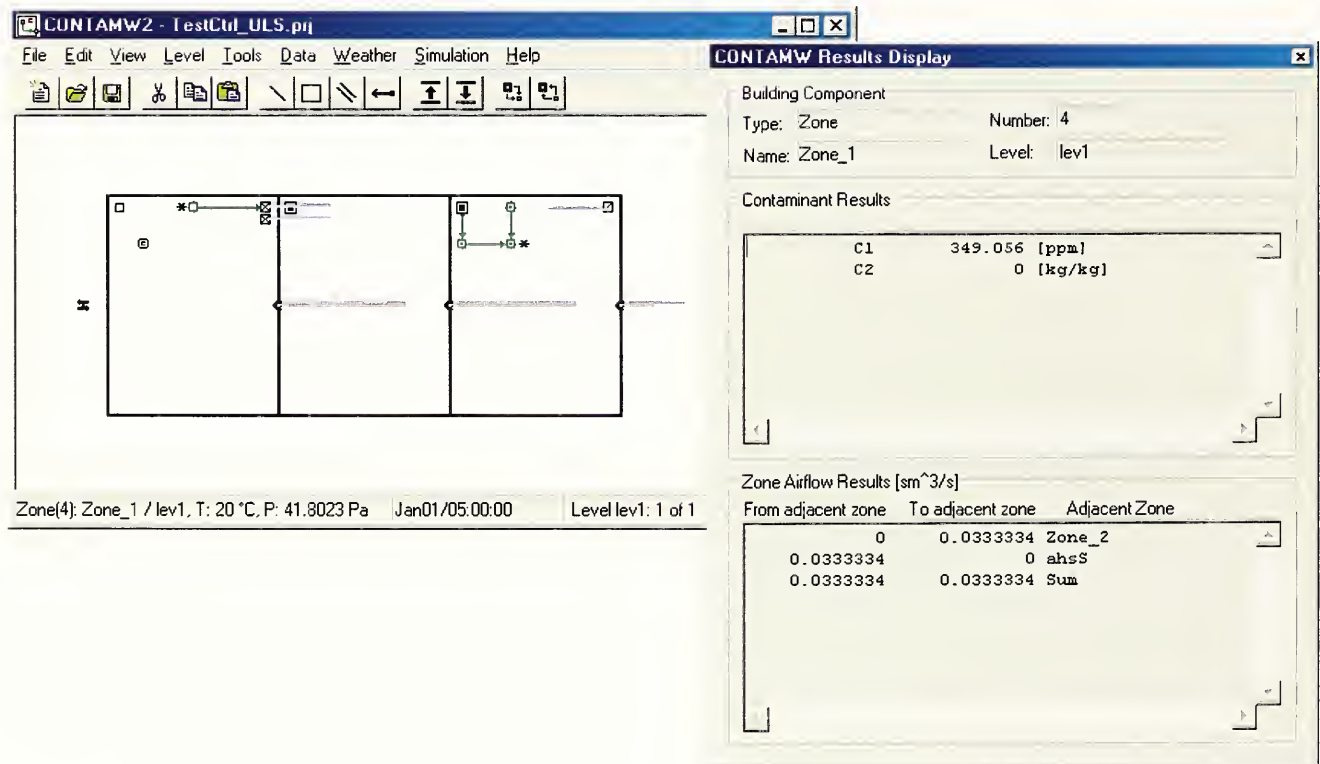 CONTAMW2 - TestCtrl_ULS.prj
File Edit View Level Tools Data Weather Simulation Help
Zone(4): Zone_1 / lev1, T: 20 °C, P: 41.8023 Pa Jan01/05:00:00 Level lev1: 1 of 1
CONTAMW Results Display
Building Component
Type: Zone Number: 4
Name: Zone_1 Level: lev1
Contaminant Results
C1 349.056 [ppm]
C2 0 [kg/kg]
Zone Airflow Results [sm^3/s]
From adjacent zone To adjacent zone Adjacent Zone
0 0.0333334 Zone_2
0.0333334 0 ahsS
0.0333334 0.0333334 Sum